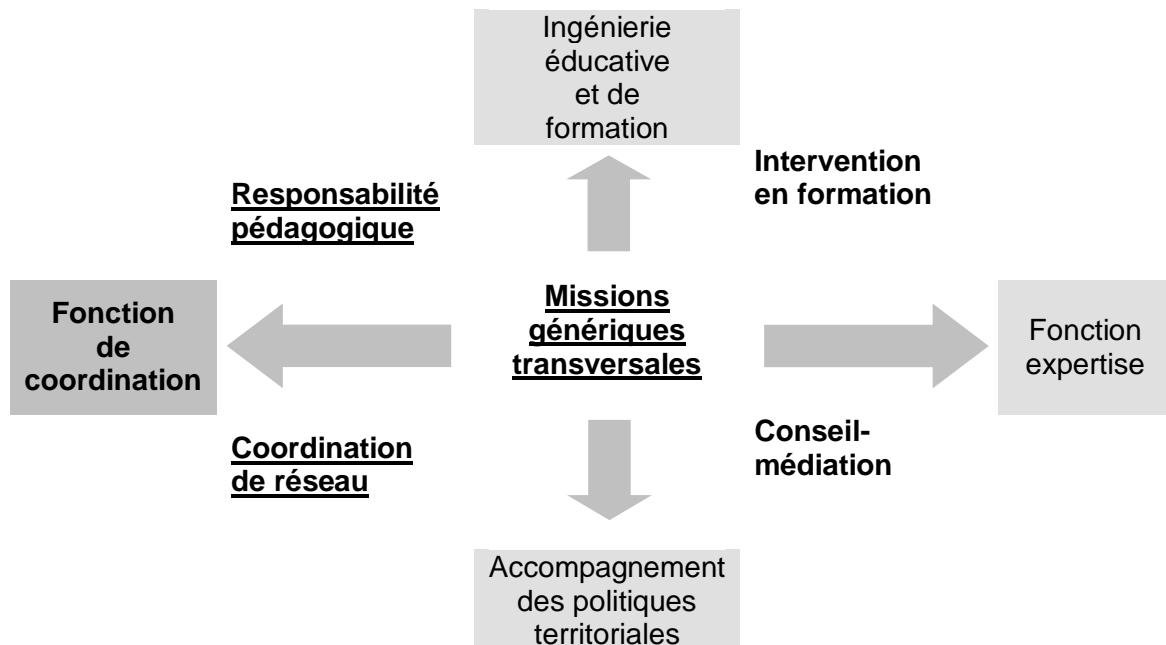 Ingénierie
éducative
et de
formation
Intervention
en formation
Responsabilité
pédagogique
Fonction
de
coordination
Missions
génériques
transversales
Fonction
expertise
Coordination
de réseau
Conseil-
médiation
Accompagnement
des politiques
territoriales